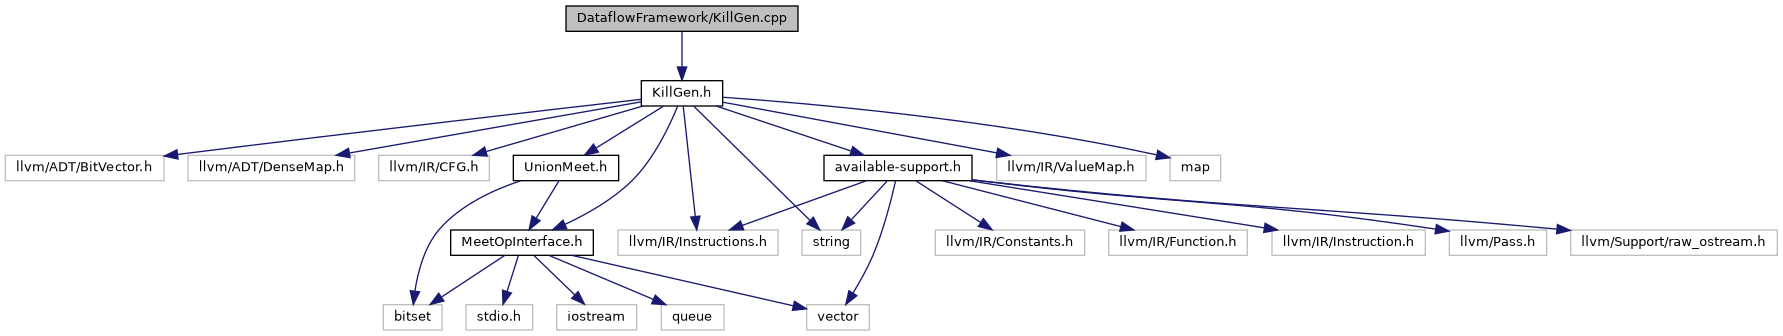 DataflowFramework/KillGen.cpp
KillGen.h
llvm/ADT/BitVector.h
llvm/ADT/DenseMap.h
llvm/IR/CFG.h
UnionMeet.h
available-support.h
llvm/IR/ValueMap.h
map
MeetOpInterface.h
llvm/IR/Instructions.h
string
llvm/IR/Constants.h
llvm/IR/Function.h
llvm/IR/Instruction.h
llvm/Pass.h
llvm/Support/raw_ostream.h
bitset
stdio.h
iostream
queue
vector